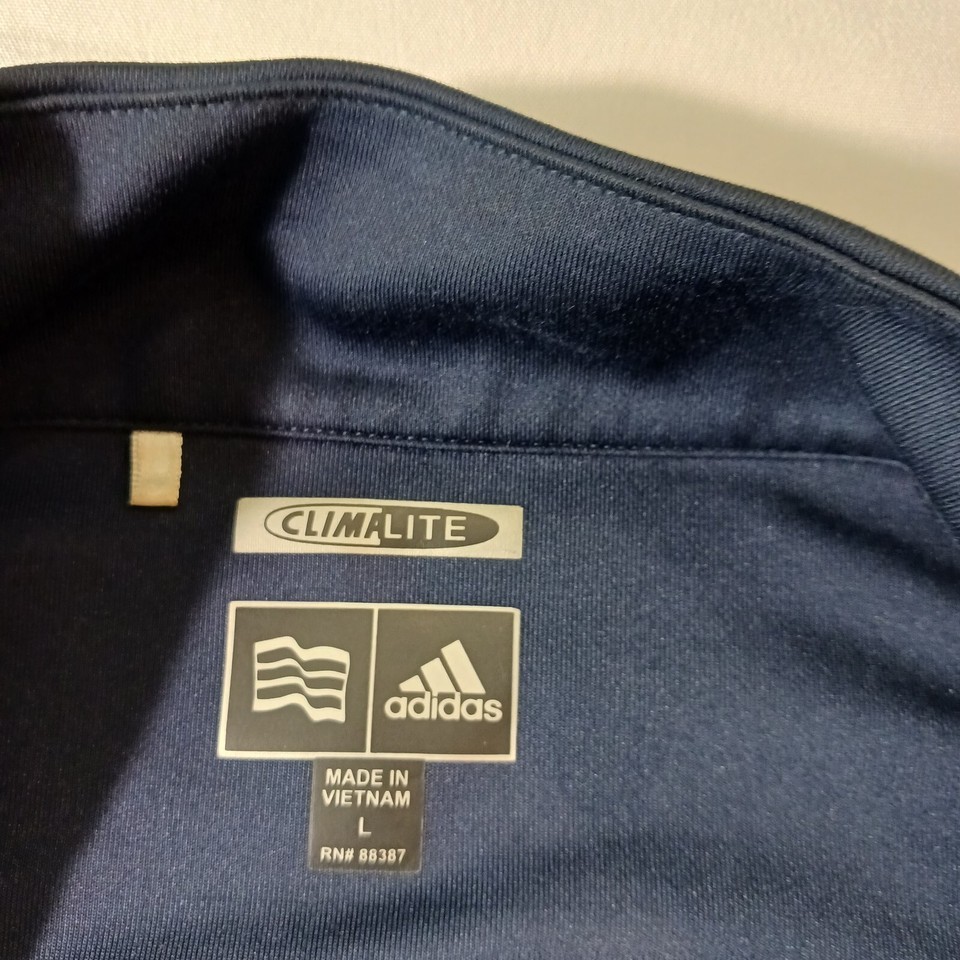 CLIMALITE
adidas
MADE IN
VIETNAM
L
RN# 88387